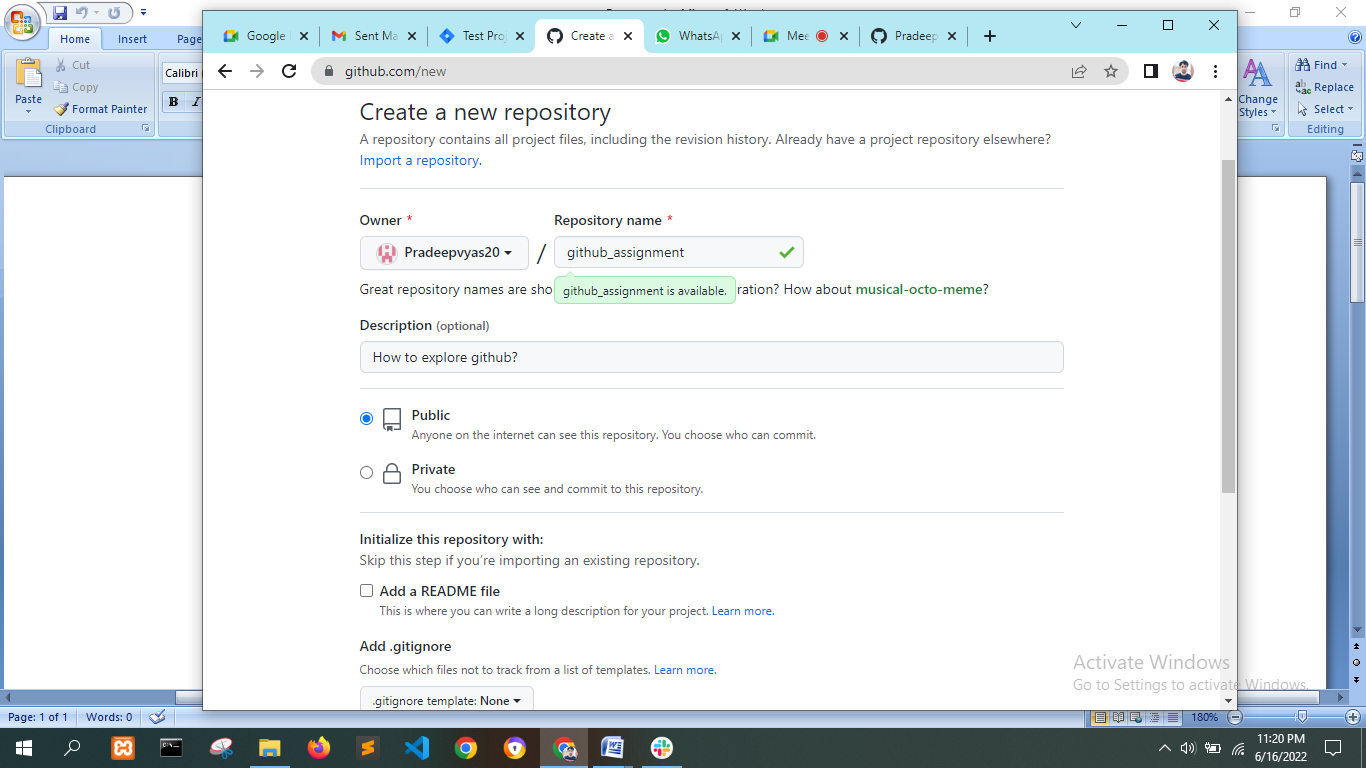 Home Insert Page
Cut
Copy
Paste
Format Painter
Clipboard
Calibri
B I
Google
Sent Ma
Test Pro
Create a
WhatsA
Mee
Pradeep
github.com/new
Find
Replace
Select
Editing
Change
Styles
Create a new repository
A repository contains all project files, including the revision history. Already have a project repository elsewhere?
Import a repository.
Owner * Repository name *
Pradeepvyas20 / github_assignment
Great repository names are sho github_assignment is available. ration? How about musical-octo-meme?
Description (optional)
How to explore github?
Public
Anyone on the internet can see this repository. You choose who can commit.
Private
You choose who can see and commit to this repository.
Initialize this repository with:
Skip this step if you're importing an existing repository.
Add a README file
This is where you can write a long description for your project. Learn more.
Add .gitignore
Choose which files not to track from a list of templates. Learn more.
.gitignore template: None
Activate Windows
Go to Settings to activate Windows.
Page: 1 of 1 Words: 0
180%
11:20 PM
6/16/2022